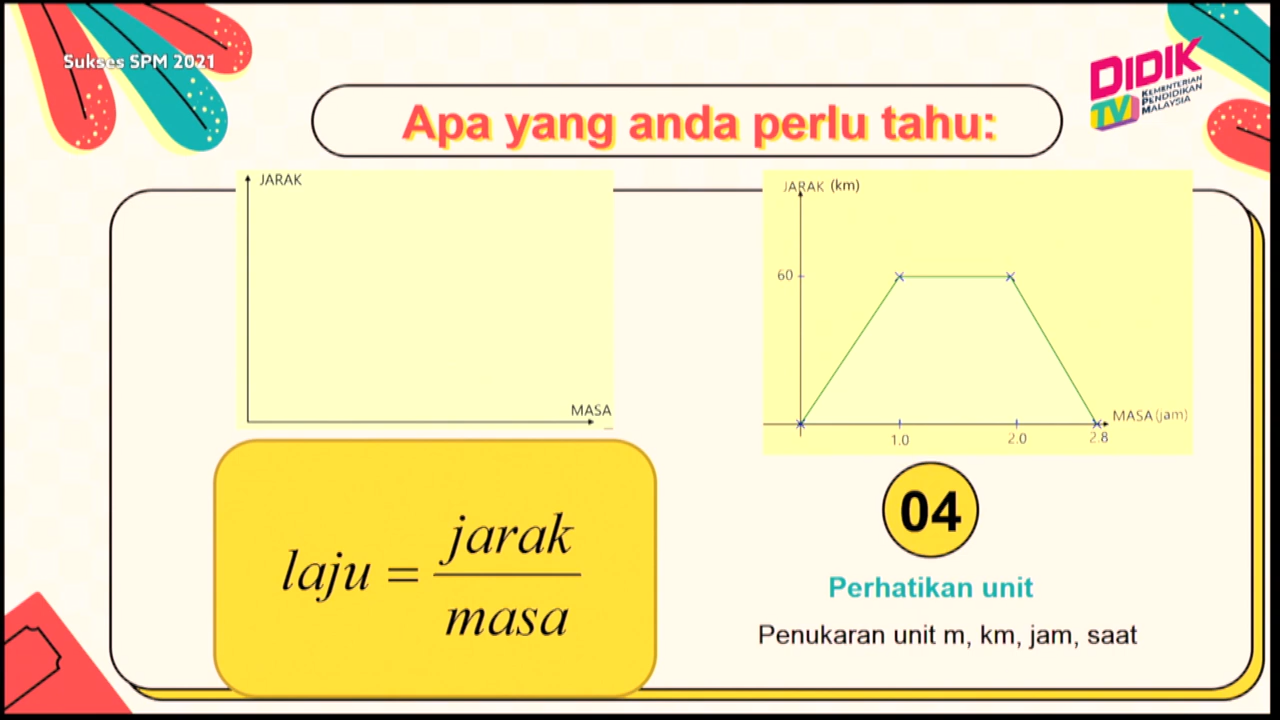 Sukses SPM 2021
DIDIK
TV
KEMENTERIAN
PENDIDIKAN
MALAYSIA
Apa yang anda perlu tahu:
JARAK
MASA
JARAK (km)
60
MASA (jam)
1.0 2.0 2.8
laju = jarak
masa
04
Perhatikan unit
Penukaran unit m, km, jam, saat